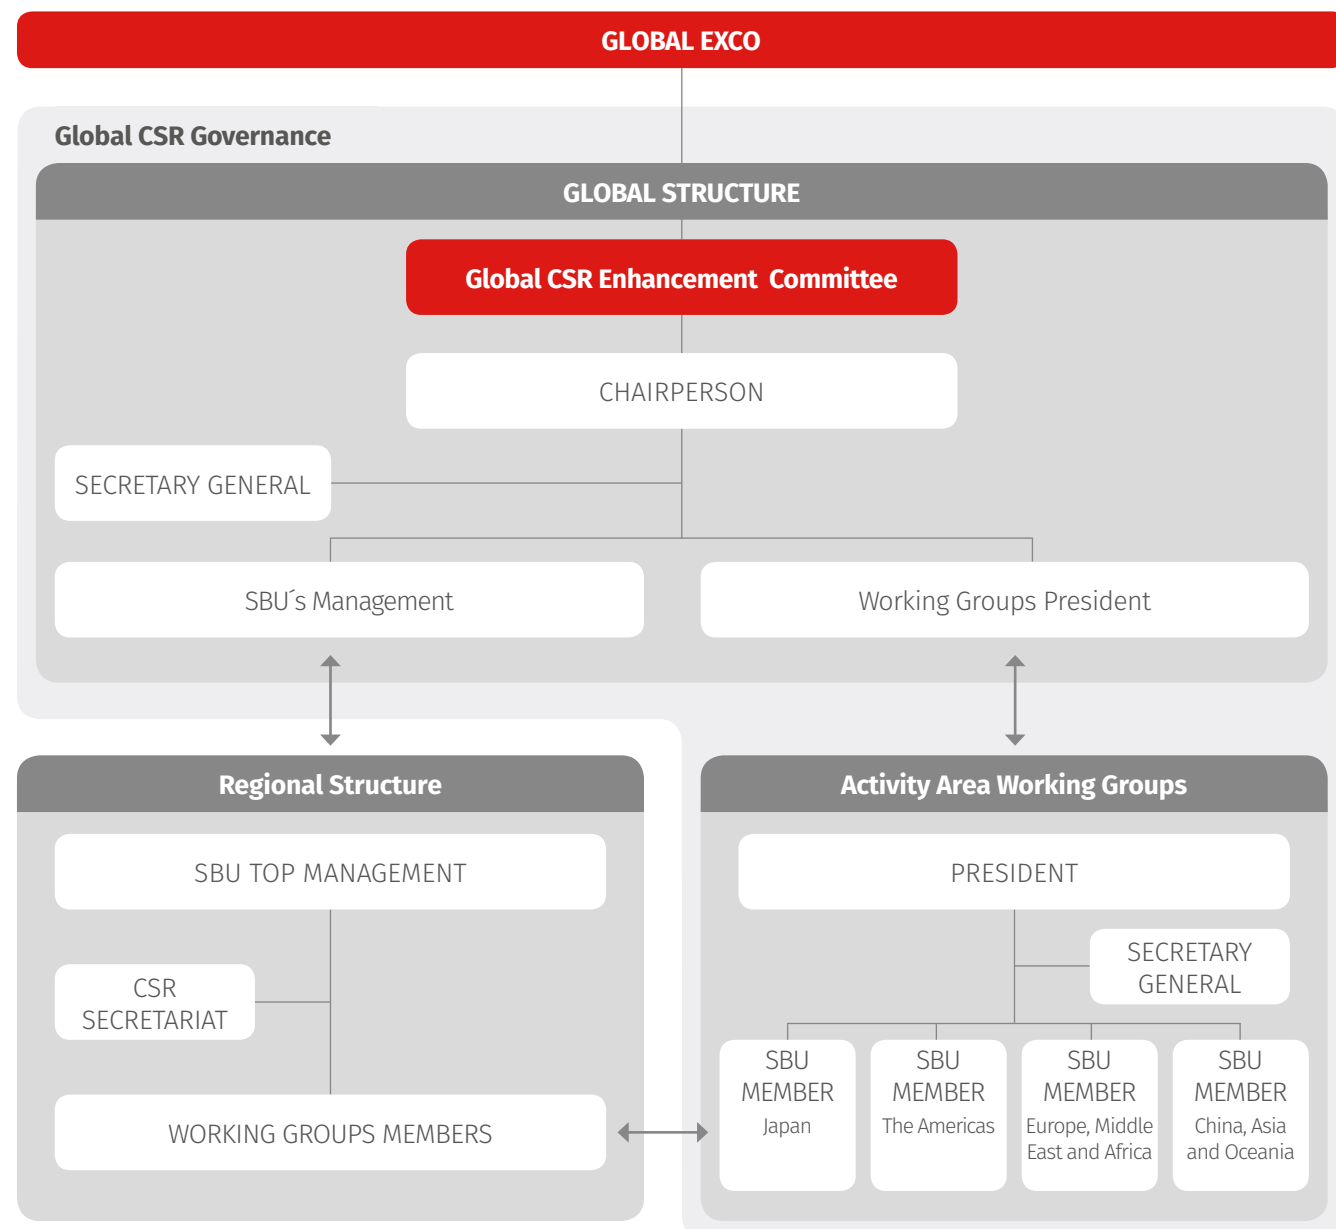 GLOBAL EXCO
Global CSR Governance
GLOBAL STRUCTURE
Global CSR Enhancement Committee
CHAIRPERSON
SECRETARY GENERAL
SBU´s Management
Working Groups President
Regional Structure
SBU TOP MANAGEMENT
CSR
SECRETARIAT
WORKING GROUPS MEMBERS
Activity Area Working Groups
PRESIDENT
SECRETARY
GENERAL
SBU
MEMBER
Japan
SBU
MEMBER
The Americas
SBU
MEMBER
Europe, Middle
East and Africa
SBU
MEMBER
China, Asia
and Oceania